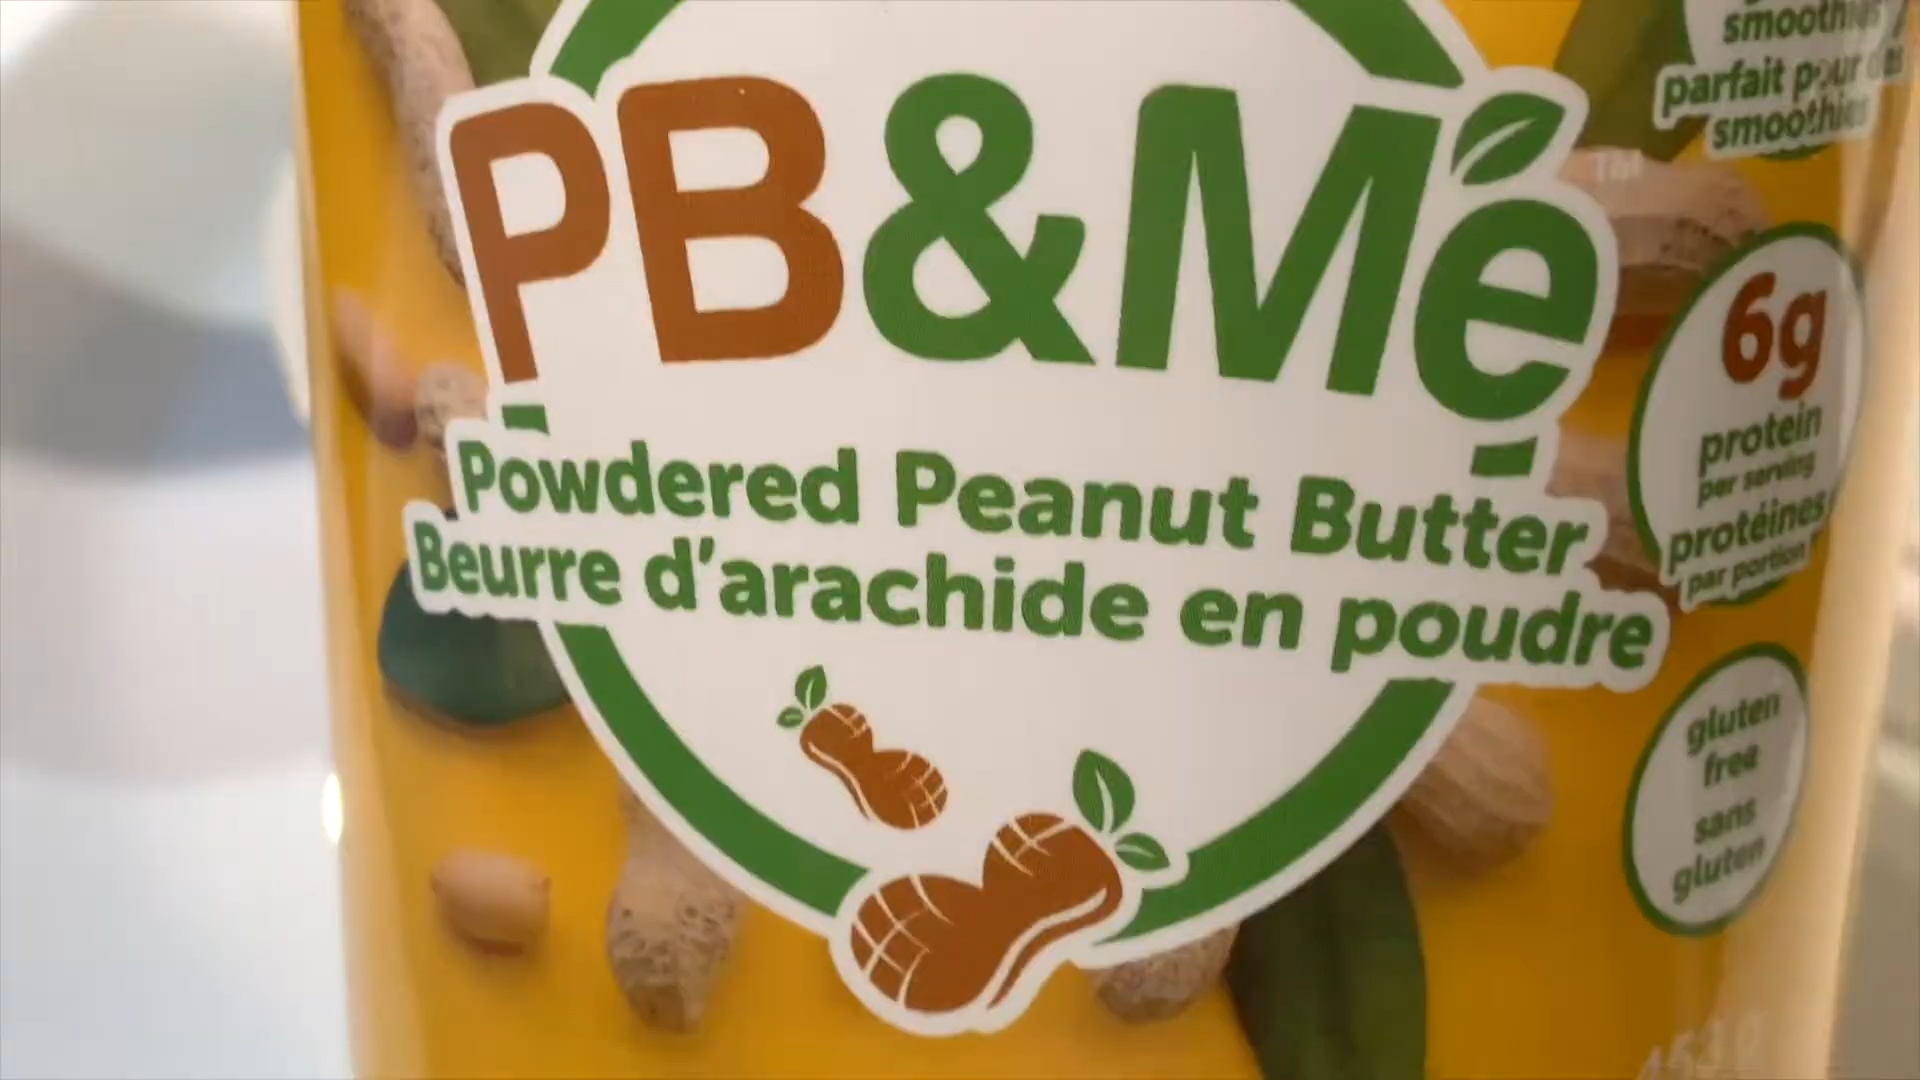 smoothies
parfait pour des
smoothies
PB&Me
TM
Powdered Peanut Butter
Beurre d'arachide en poudre
6g
protein
per serving
protéines
par portion
gluten
free
sans
gluten